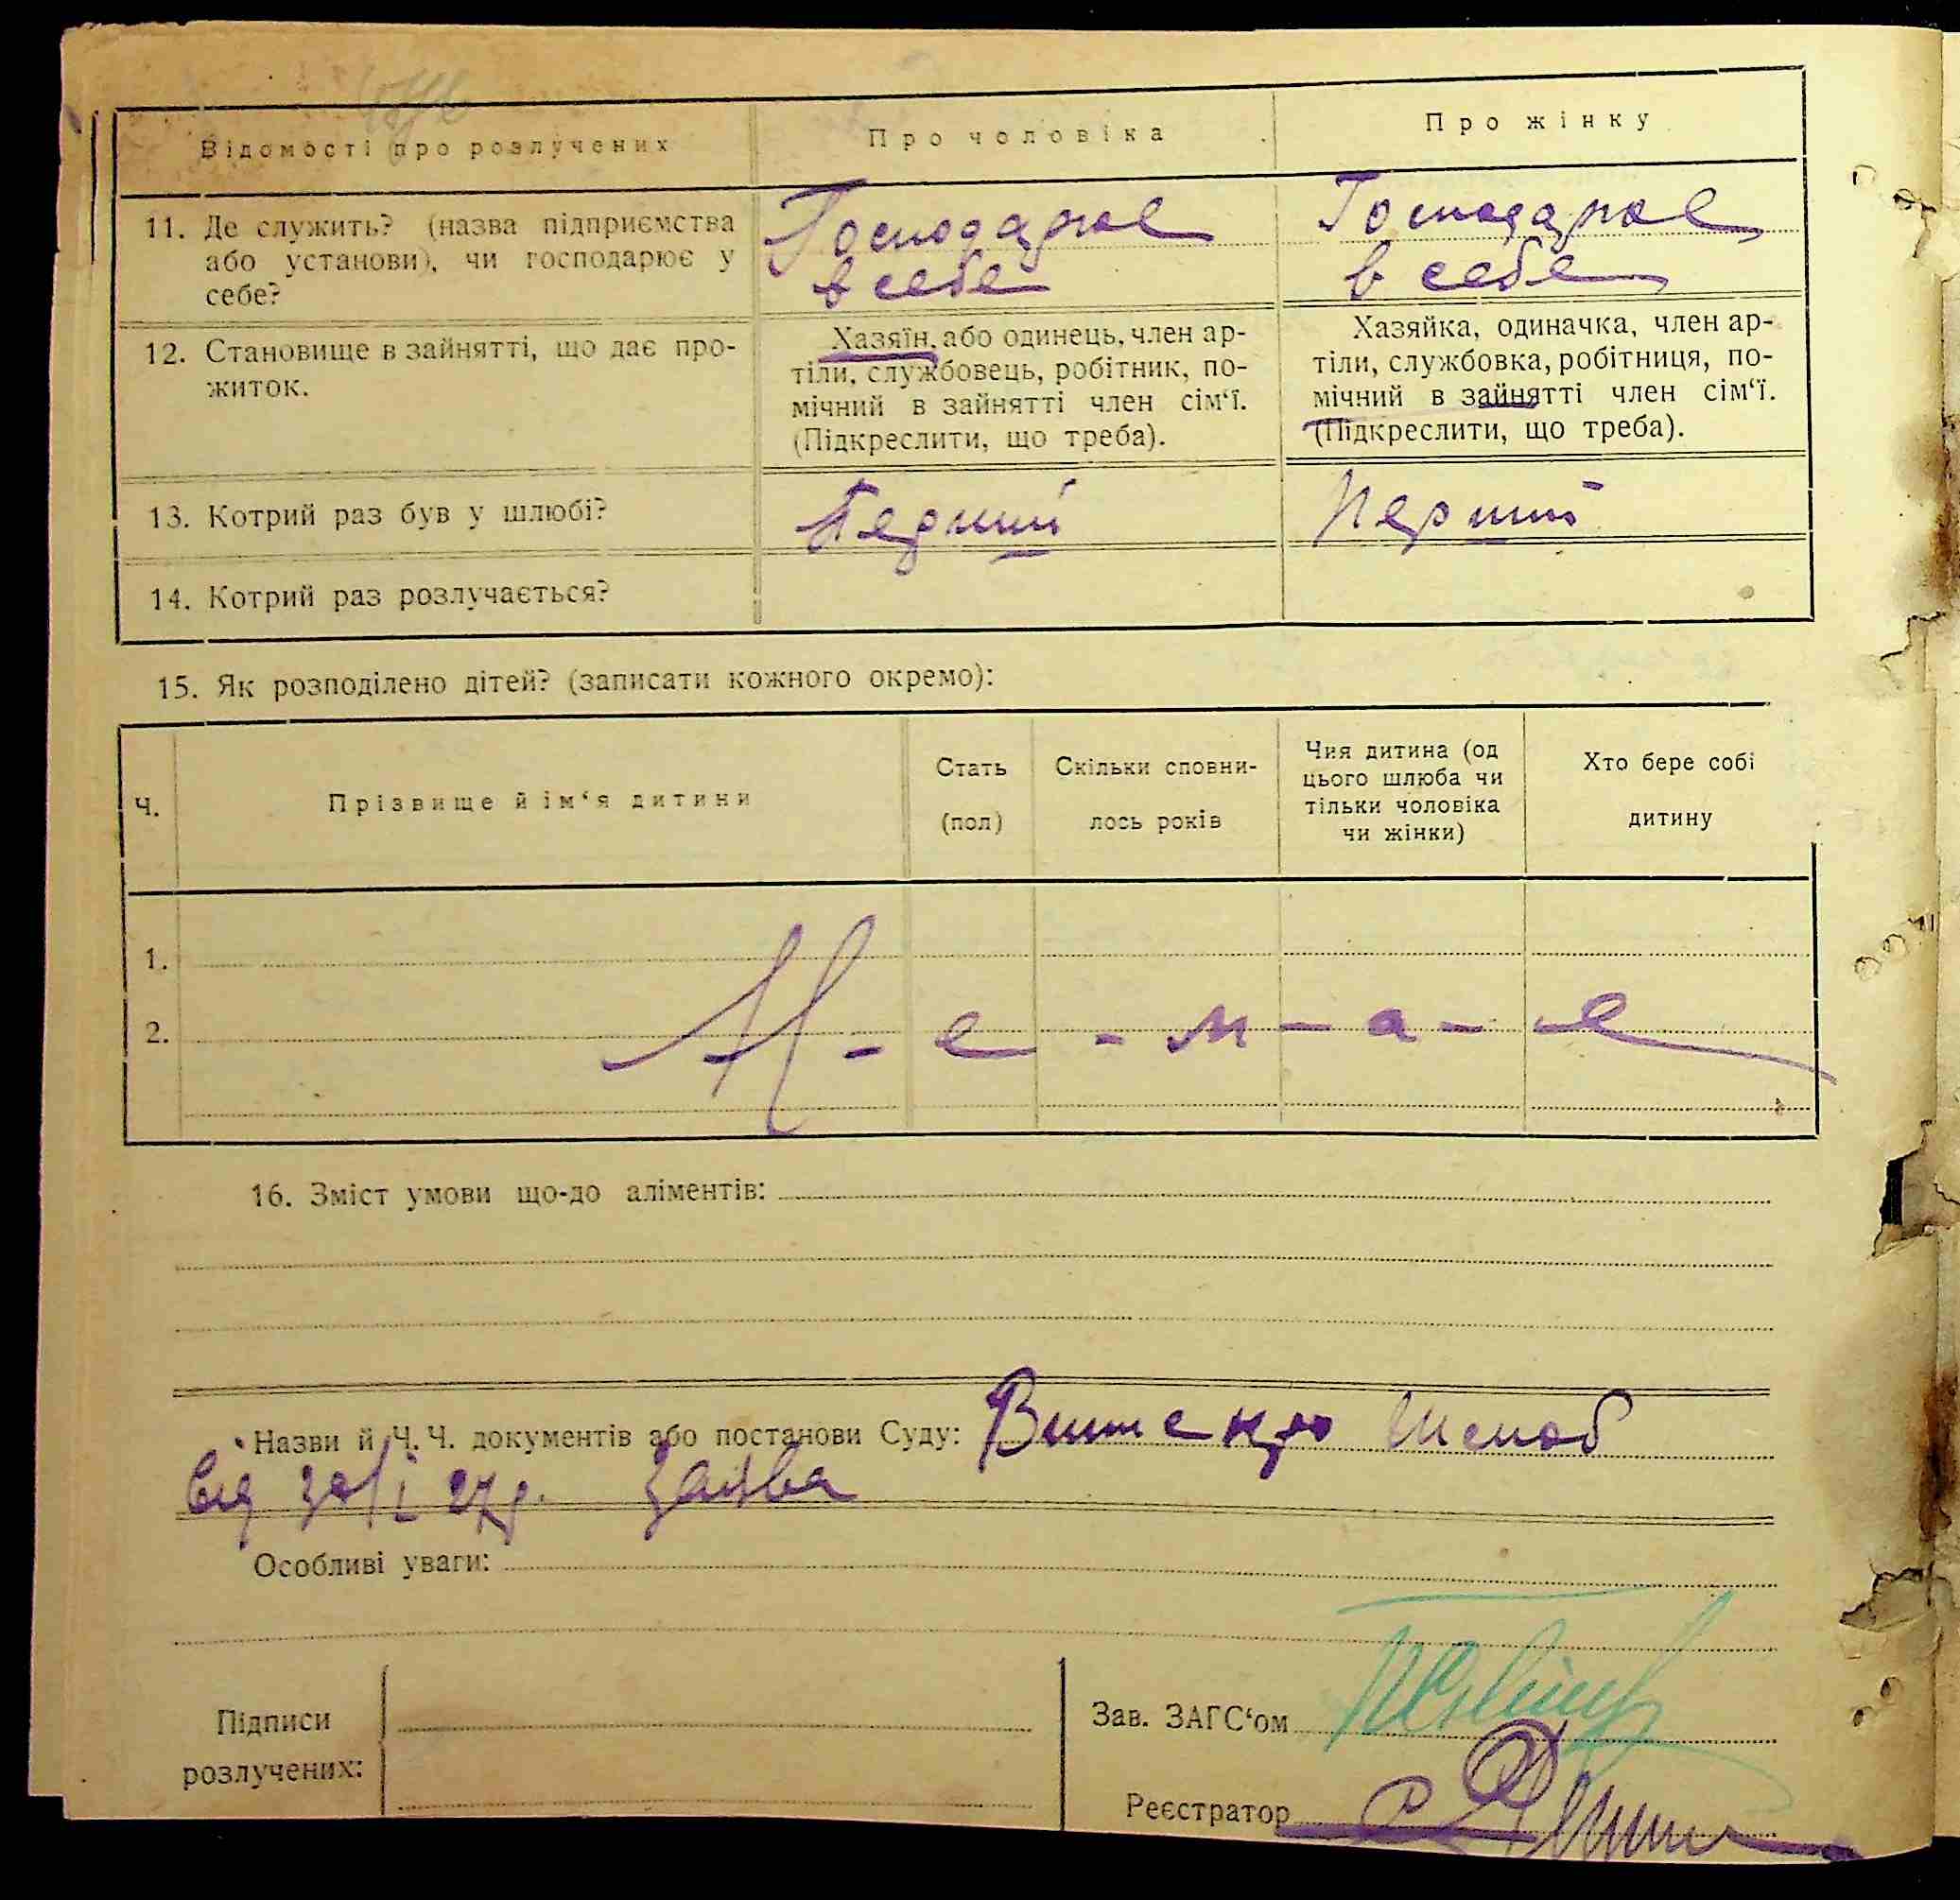 Відомості про розлучених
Про чоловіка
Про жінку
11. Де служить? (назва підприємства
або установи), чи господарює у
себе?
Господарює
в себе
Господарює
в себе
12. Становище в зайнятті, що дає про-
житок.
Хазяїн, або одинець, член ар-
тіли, службовець, робітник, по-
мічний в зайнятті член сім‘ї.
(Підкреслити, що треба).
Хазяйка, одиначка, член ар-
тіли, службовка, робітниця, по-
мічний в зайнятті член сім‘ї.
(Підкреслити, що треба).
13. Котрий раз був у шлюбі?
Перший
Перший
14. Котрий раз розлучається?
15. Як розподілено дітей? (записати кожного окремо):
Ч.
Прізвище й ім‘я дитини
Стать
(пол)
Скільки сповни-
лось років
Чия дитина (од
цього шлюба чи
тільки чоловіка
чи жінки)
Хто бере собі
дитину
1.
2.
Н - е - м - а - е
16. Зміст умови що-до аліментів:
Назви й Ч. Ч. документів або постанови Суду:
від заява
Особливі уваги:
Підписи
розлучених:
Зав. ЗАГС‘ом
Реєстратор